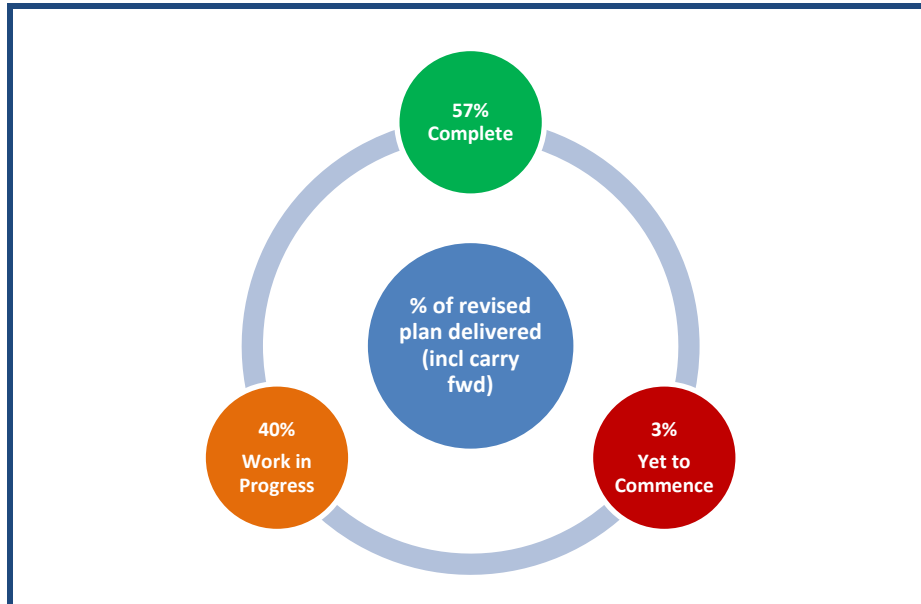 57%
Complete
% of revised
plan delivered
(incl carry
fwd)
40%
Work in
Progress
3%
Yet to
Commence